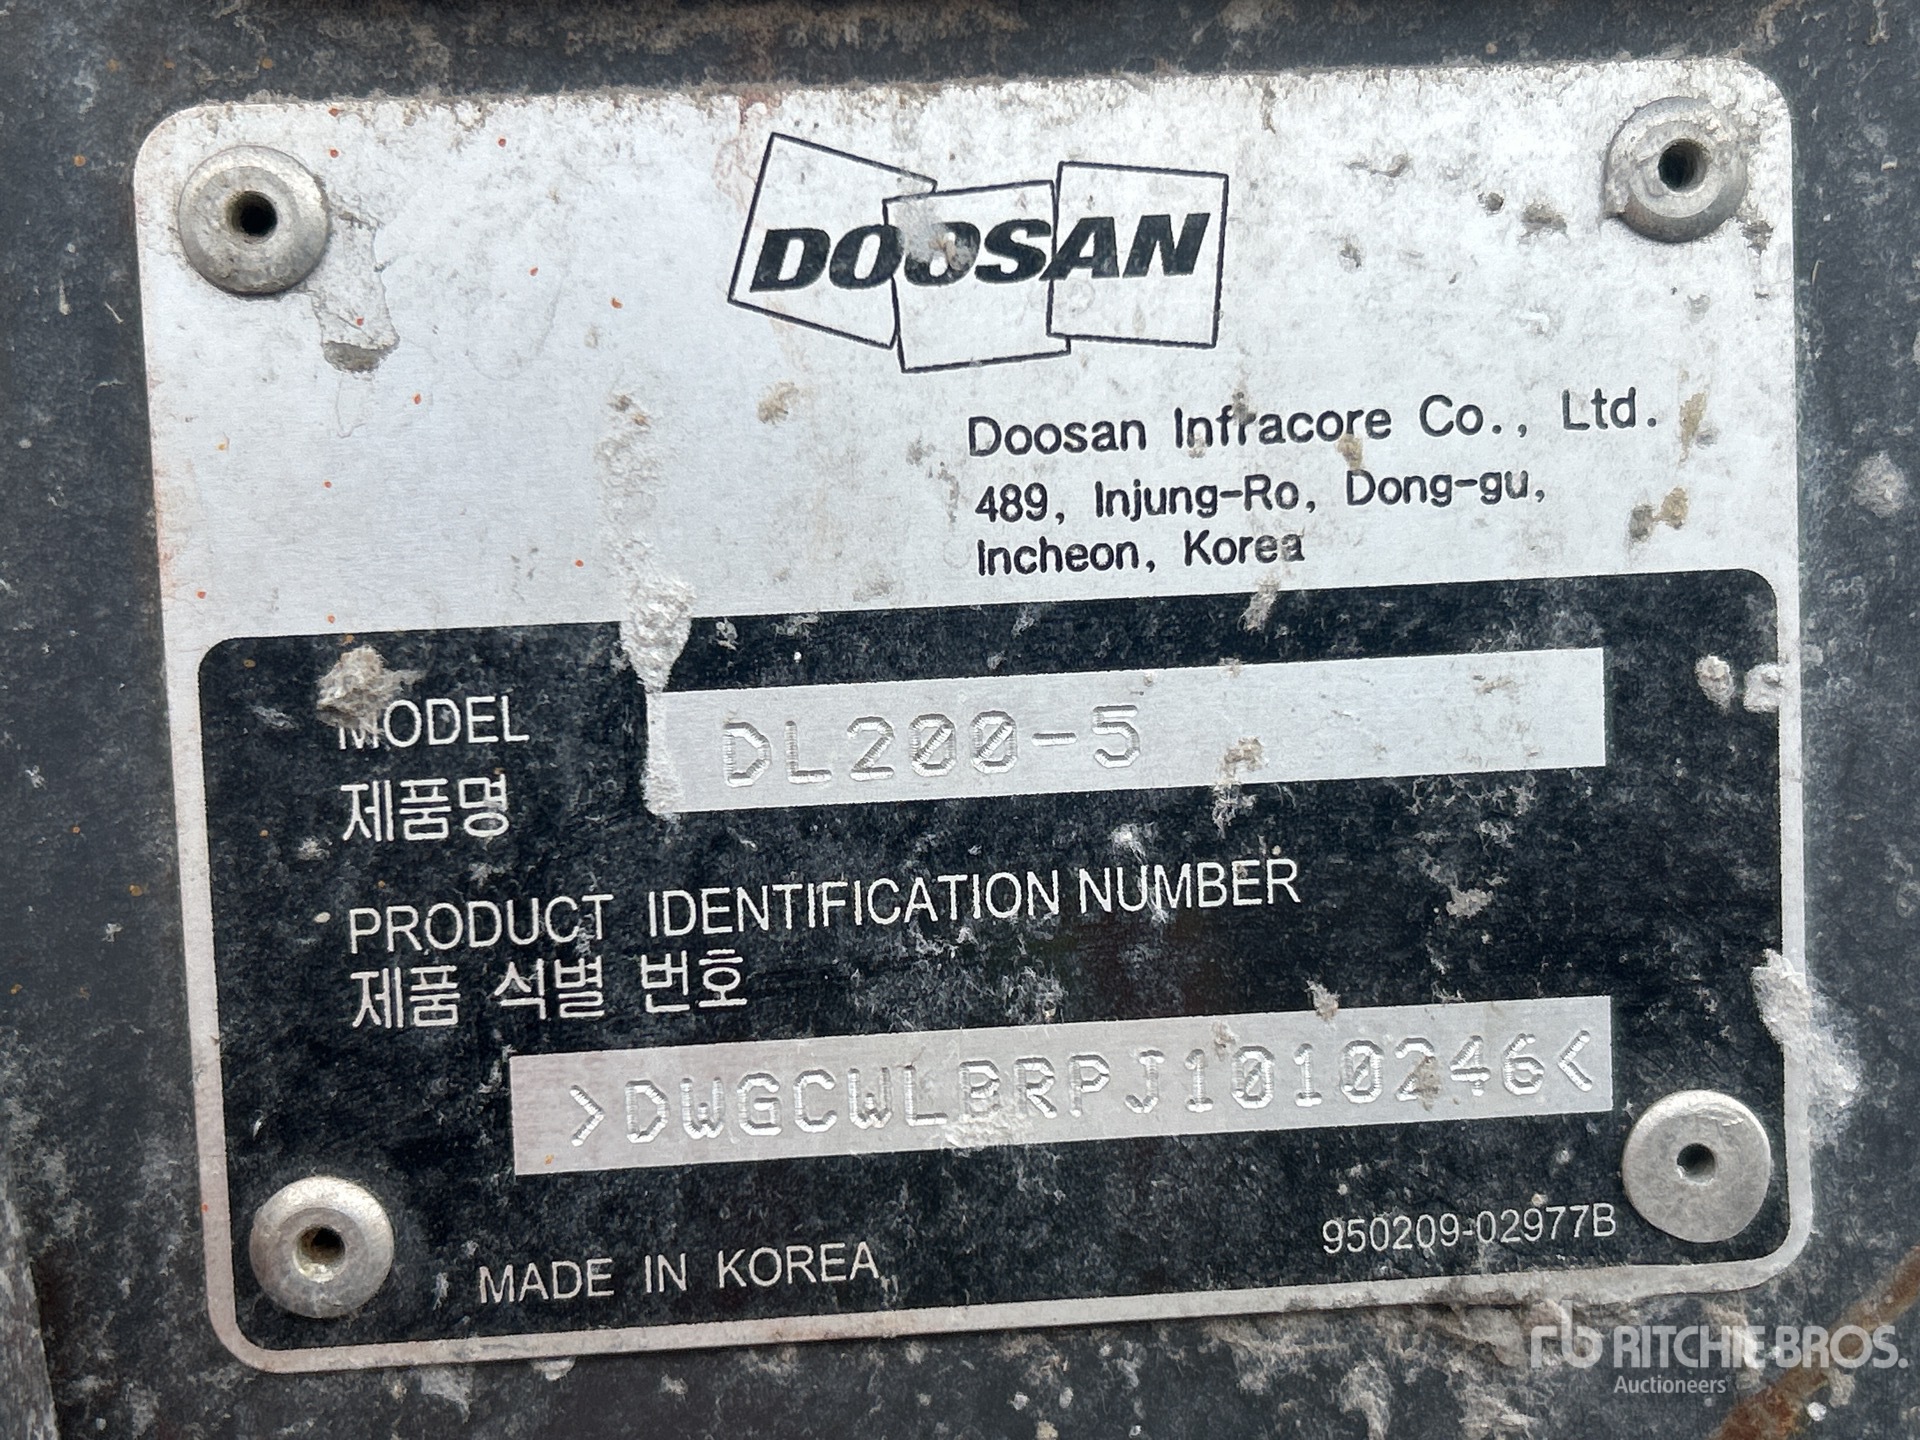 DOOSAN
Doosan Infracore Co., Ltd.
489, Injung-Ro, Dong-gu,
Incheon, Korea
MODEL
제품명
DL200-5
PRODUCT IDENTIFICATION NUMBER
제품 식별 번호
>DWGCWLBRPJ1010246<
MADE IN KOREA
950209-02977B
rb RITCHIE BROS.
Auctioneers